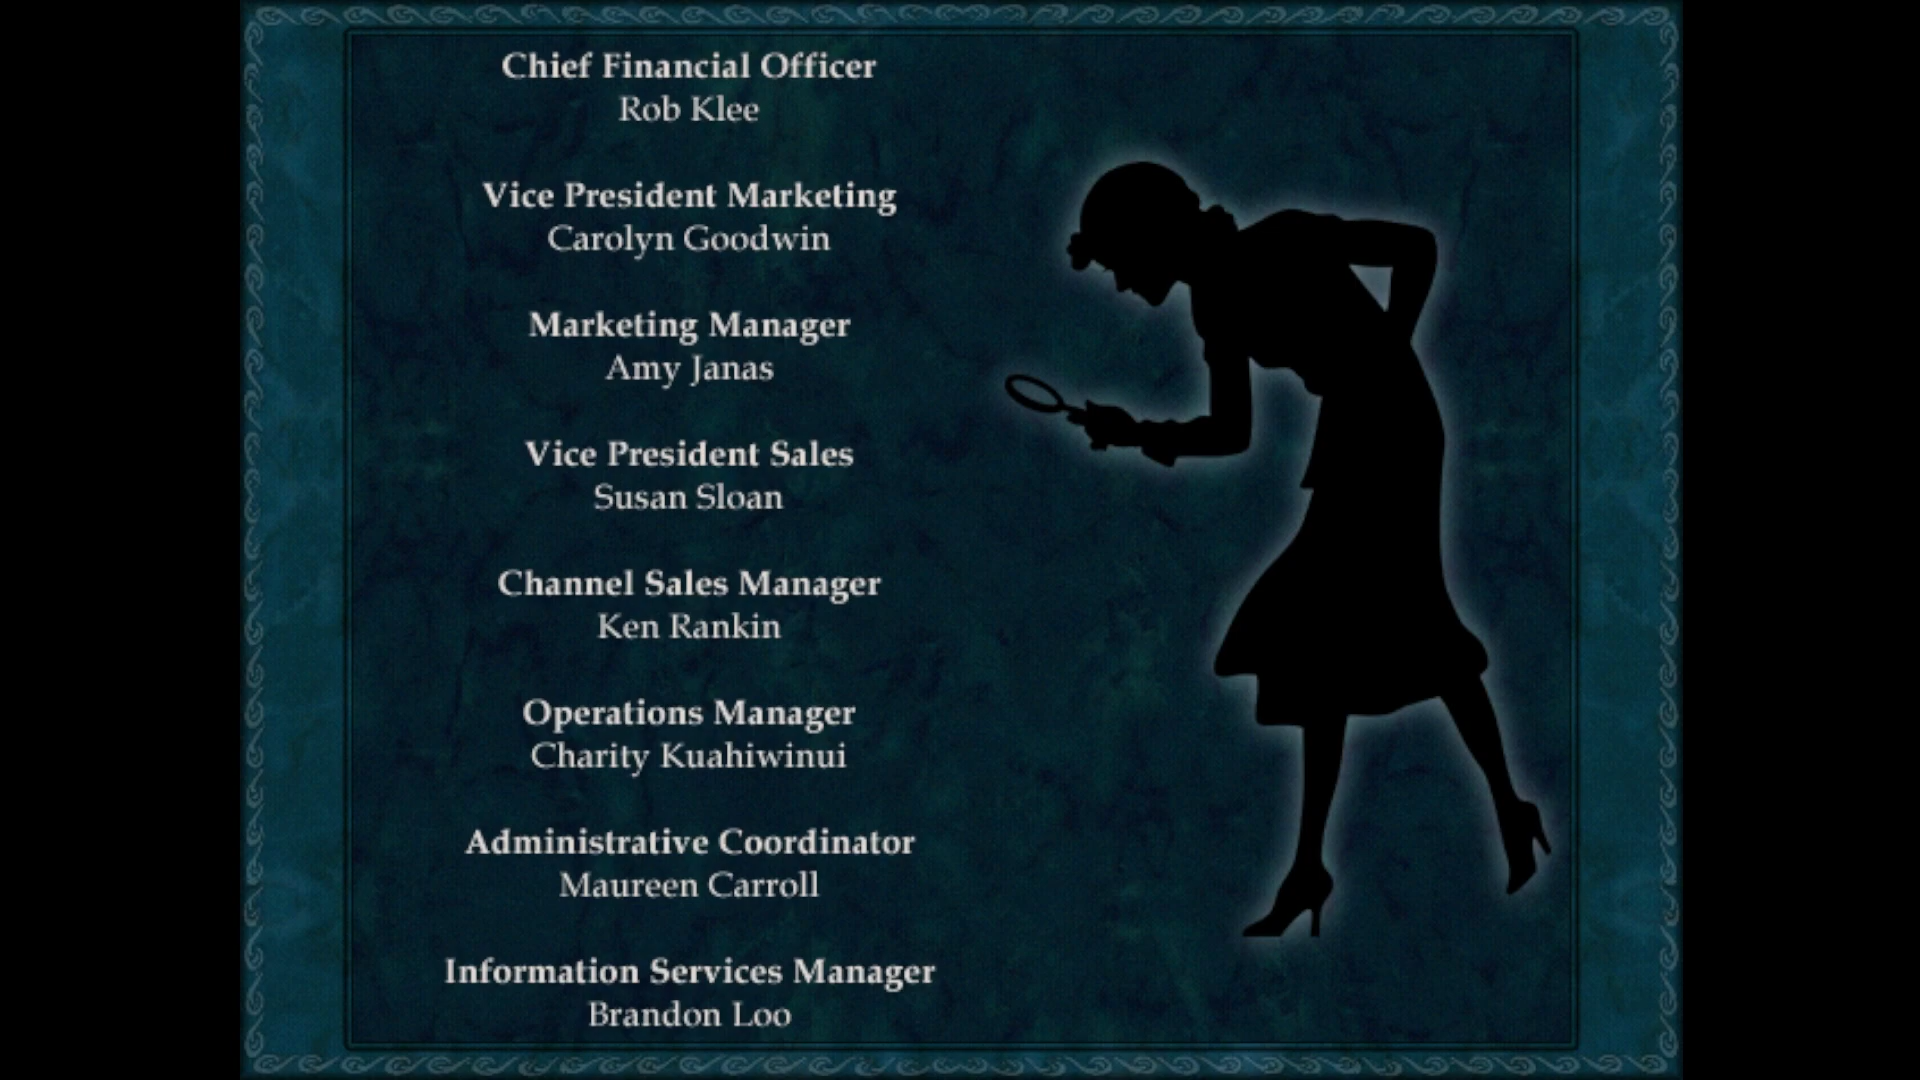 Chief Financial Officer
Rob Klee
Vice President Marketing
Carolyn Goodwin
Marketing Manager
Amy Janas
Vice President Sales
Susan Sloan
Channel Sales Manager
Ken Rankin
Operations Manager
Charity Kuahiwinui
Administrative Coordinator
Maureen Carroll
Information Services Manager
Brandon Loo